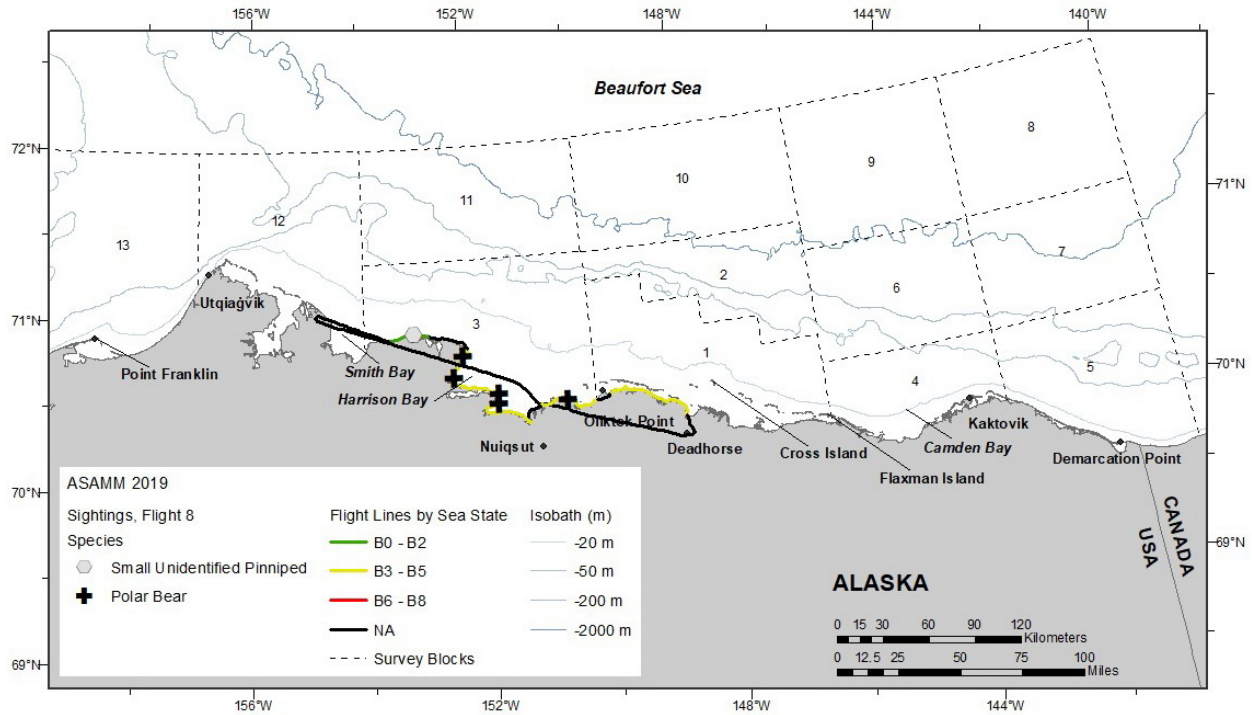 156°W 152°W 148°W 144°W 140°W
Beaufort Sea
8
9
10
72°N
71°N
11
12
13
7
2
6
Utqiaġvik
71°N
3
70°N
Point Franklin
Smith Bay
1
5
Harrison Bay
4
Oliktok Point
Kaktovik
Nuiqsut
Deadhorse
Cross Island
Camden Bay
Demarcation Point
Flaxman Island
70°N
ASAMM 2019
Sightings, Flight 8
Species
Small Unidentified Pinniped
Polar Bear
Flight Lines by Sea State
B0 - B2
B3 - B5
B6 - B8
NA
Survey Blocks
Isobath (m)
-20 m
-50 m
-200 m
-2000 m
CANADA
USA
69°N
ALASKA
0 15 30 60 90 120
Kilometers
0 12.5 25 50 75 100
Miles
69°N
156°W 152°W 148°W 144°W